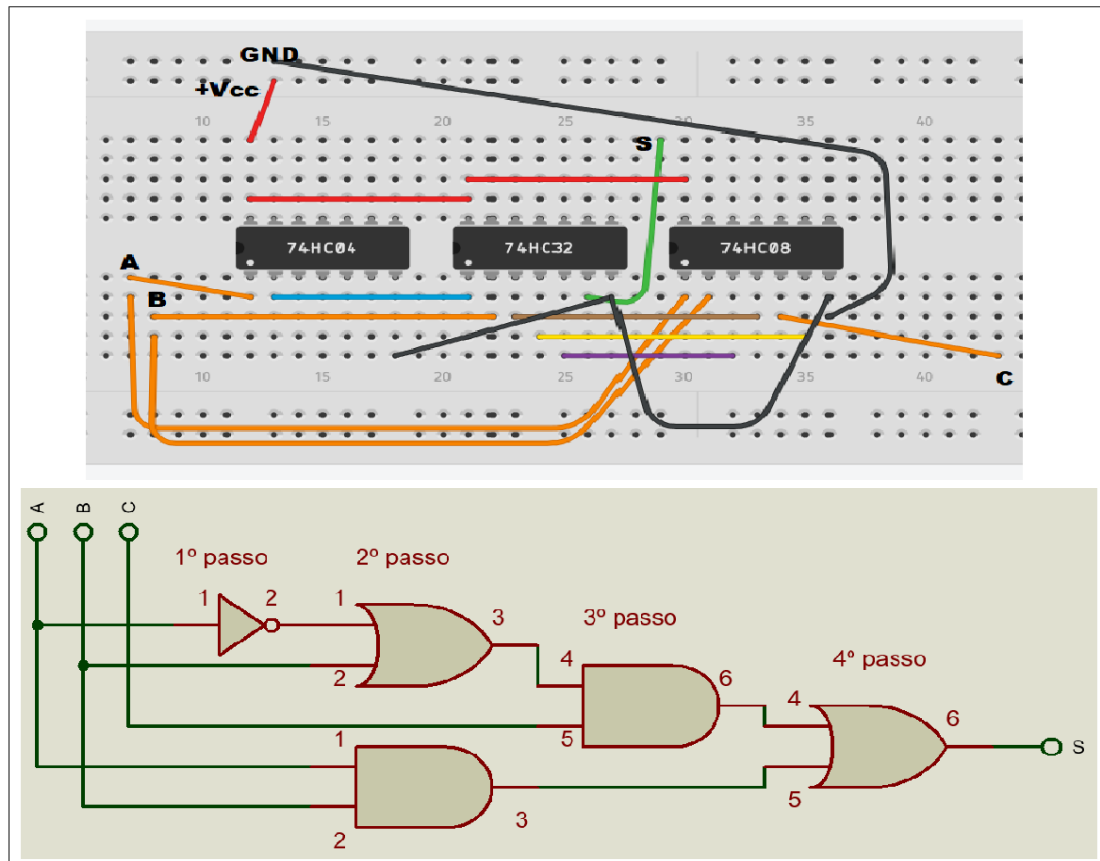 GND
+Vcc
10 15 20 25 30 35 40
S
74HC04 74HC32 74HC08
A
B
10 15 20 25 30 35 40
C
A B C
1º passo 2º passo
1 2 1 3 3º passo
2 4 6 4º passo
5 4 6
1 S
5
3
2